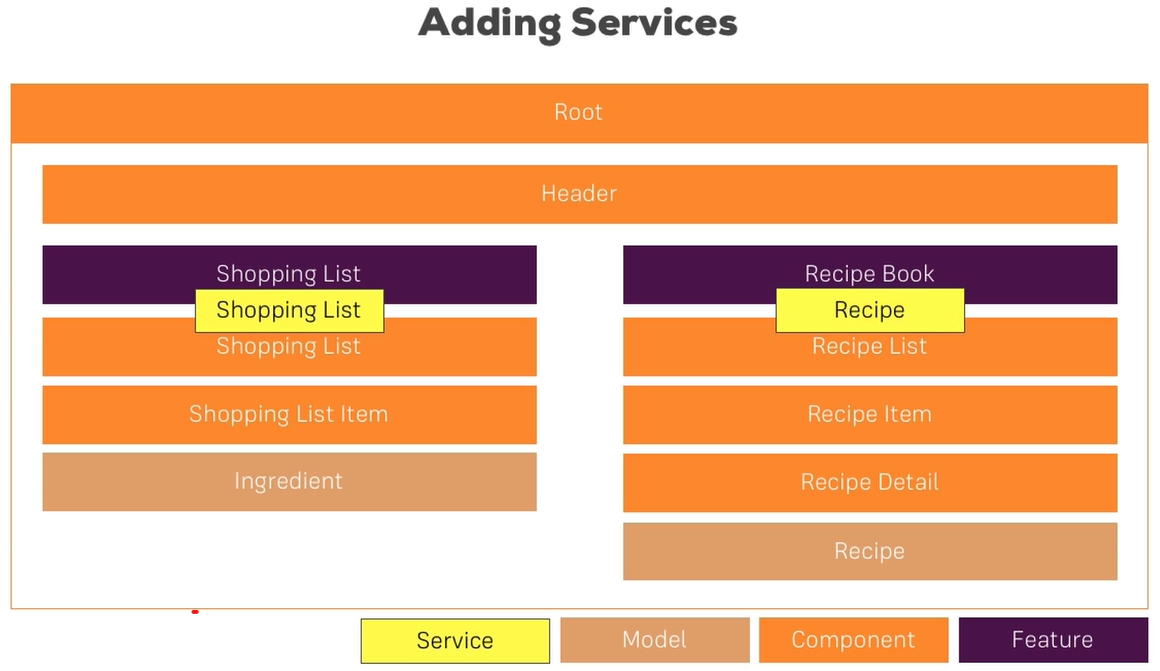 Adding Services
Root
Header
Shopping List
Shopping List
Shopping List
Shopping List Item
Ingredient
Recipe Book
Recipe
Recipe List
Recipe Item
Recipe Detail
Recipe
Service
Model
Component
Feature